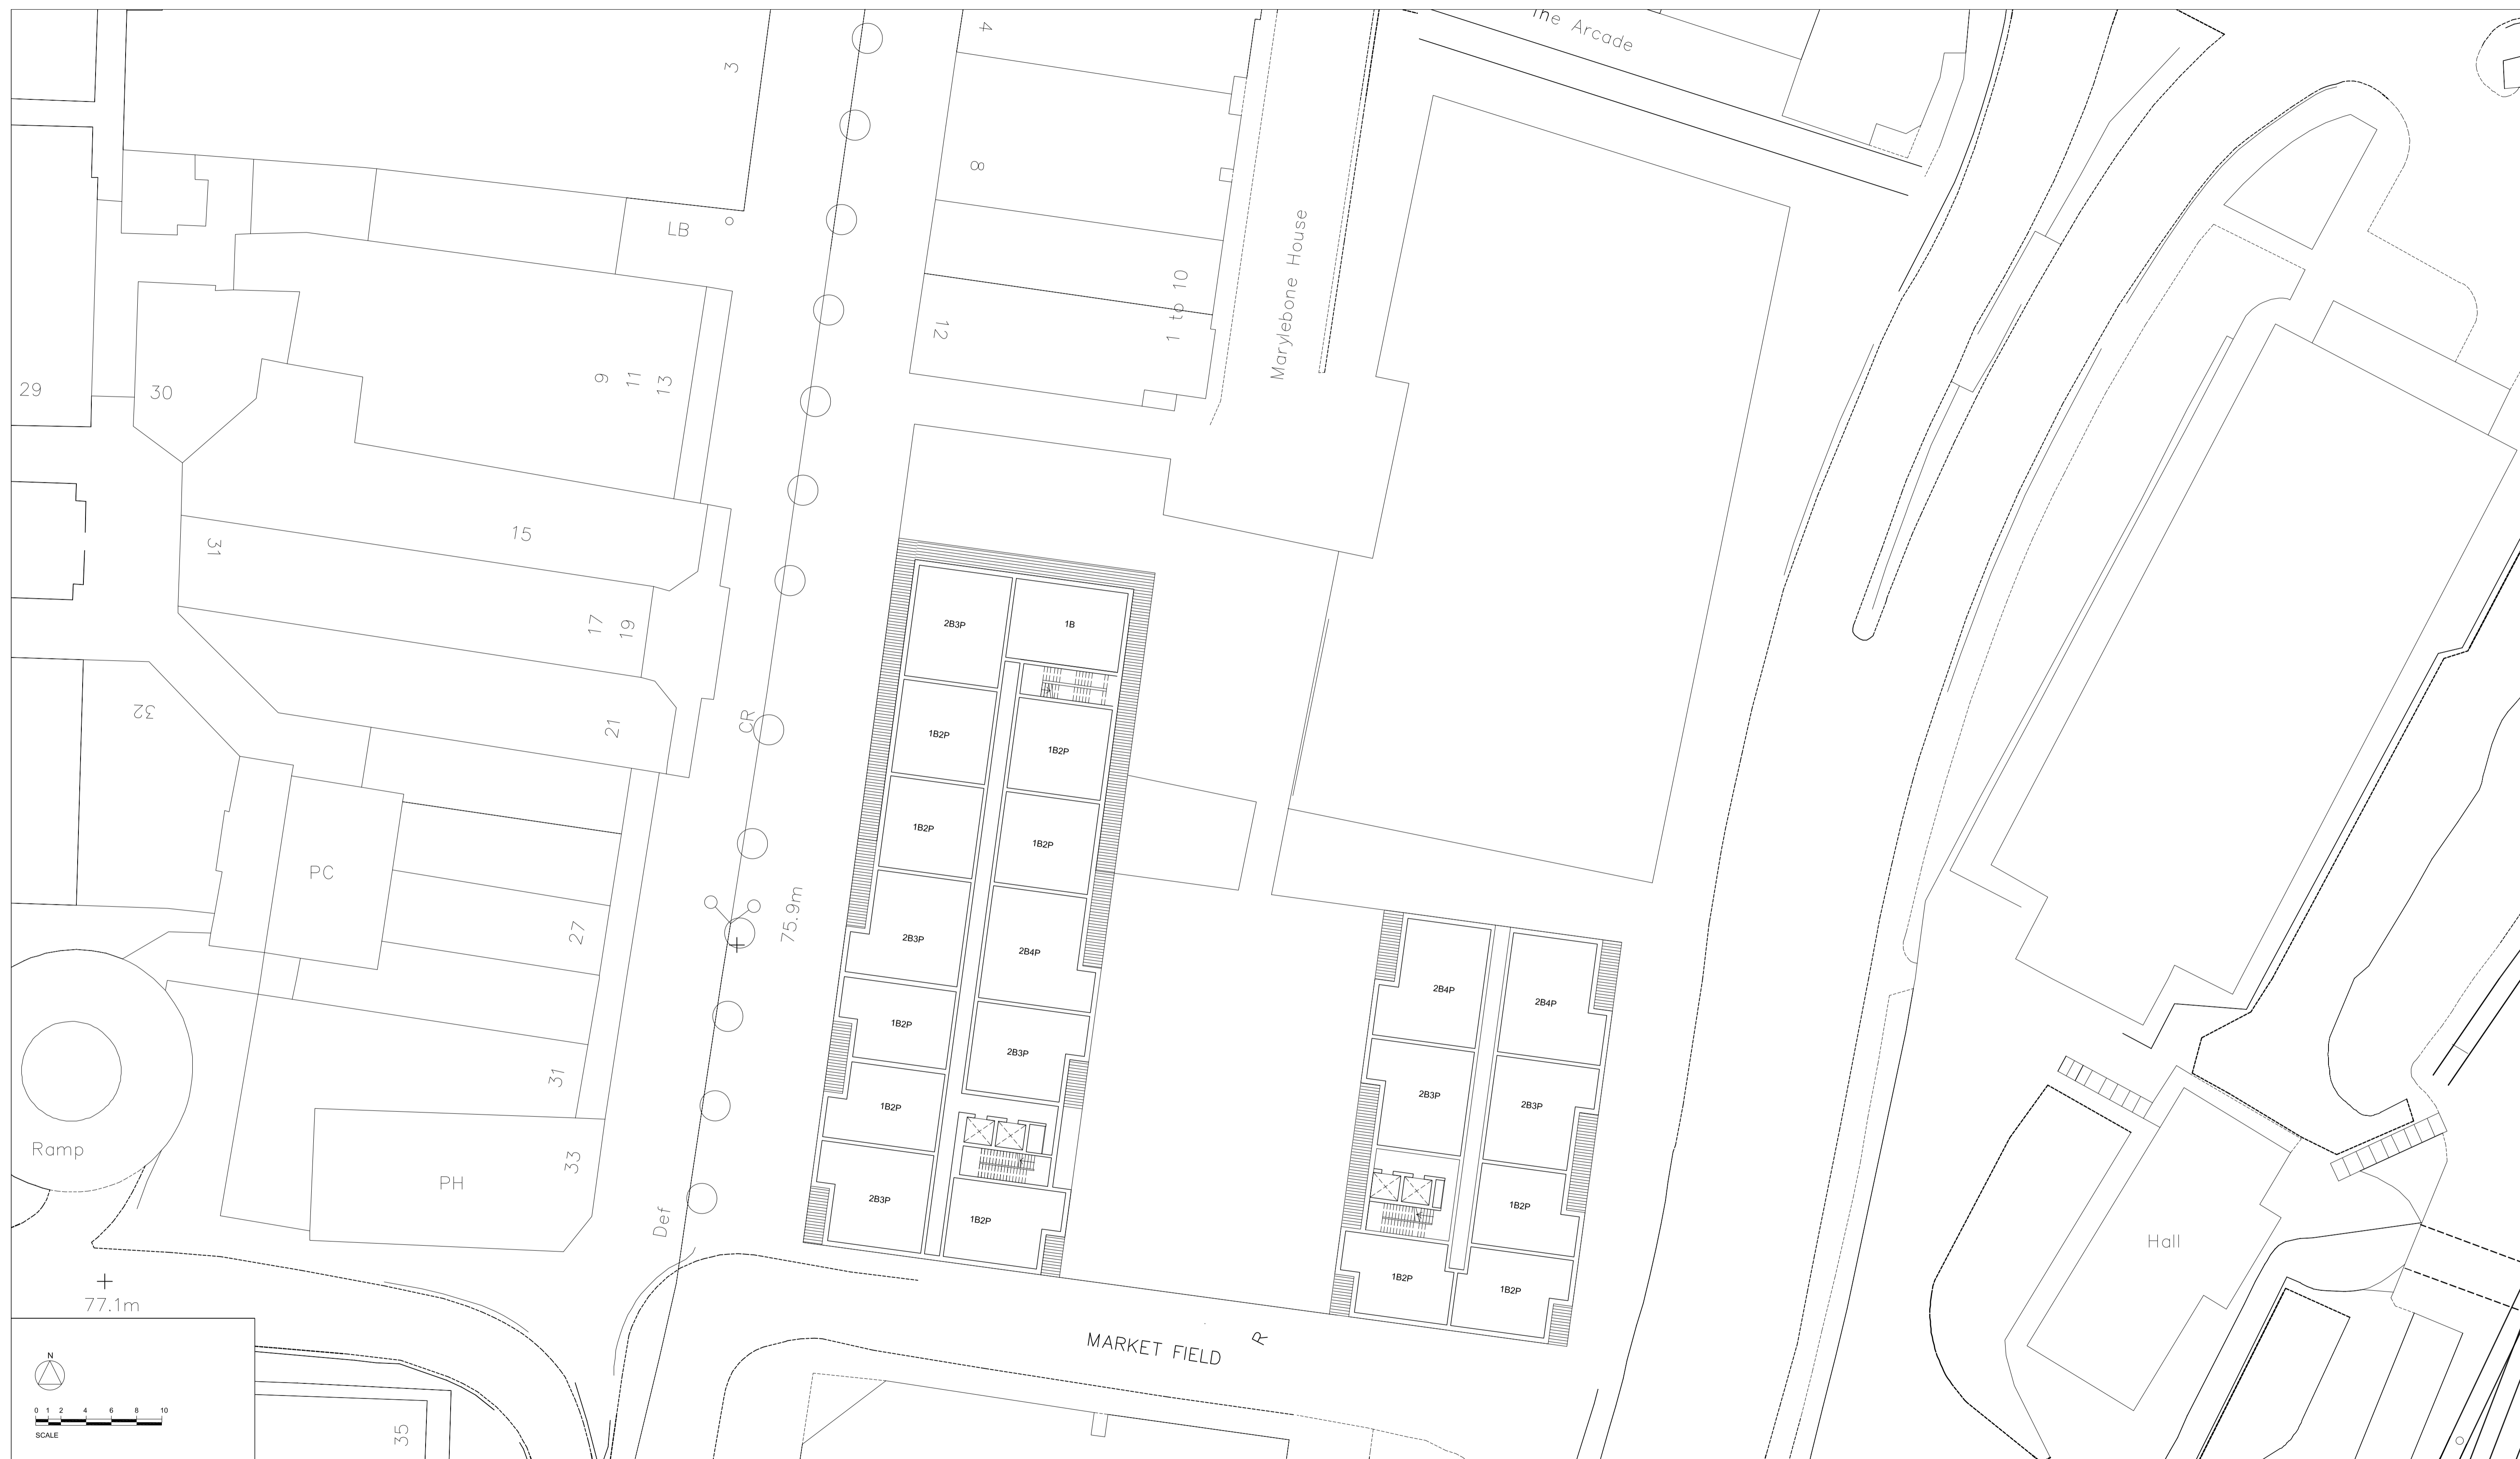 The Arcade
3
4
8
LB
Marylebone House
1 to 10
12
29
30
9
11
13
15
31
17
19
21
32
CR
PC
27
75.9m
31
33
PH
Ramp
Def
77.1m
35
2B3P
1B
1B2P
1B2P
1B2P
1B2P
2B3P
2B4P
1B2P
2B3P
1B2P
2B3P
1B2P
2B4P
2B4P
2B3P
2B3P
1B2P
1B2P
1B2P
MARKET FIELD
R
Hall
N
0 1 2 4 6 8 10
SCALE